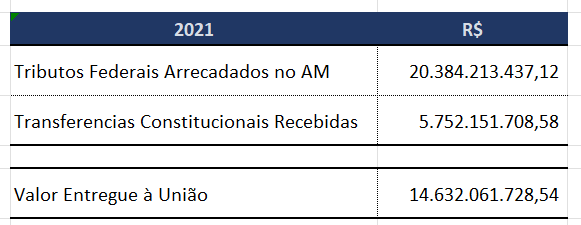 2021 R$
Tributos Federais Arrecadados no AM 20.384.213.437,12
Transferencias Constitucionais Recebidas 5.752.151.708,58
Valor Entregue à União 14.632.061.728,54